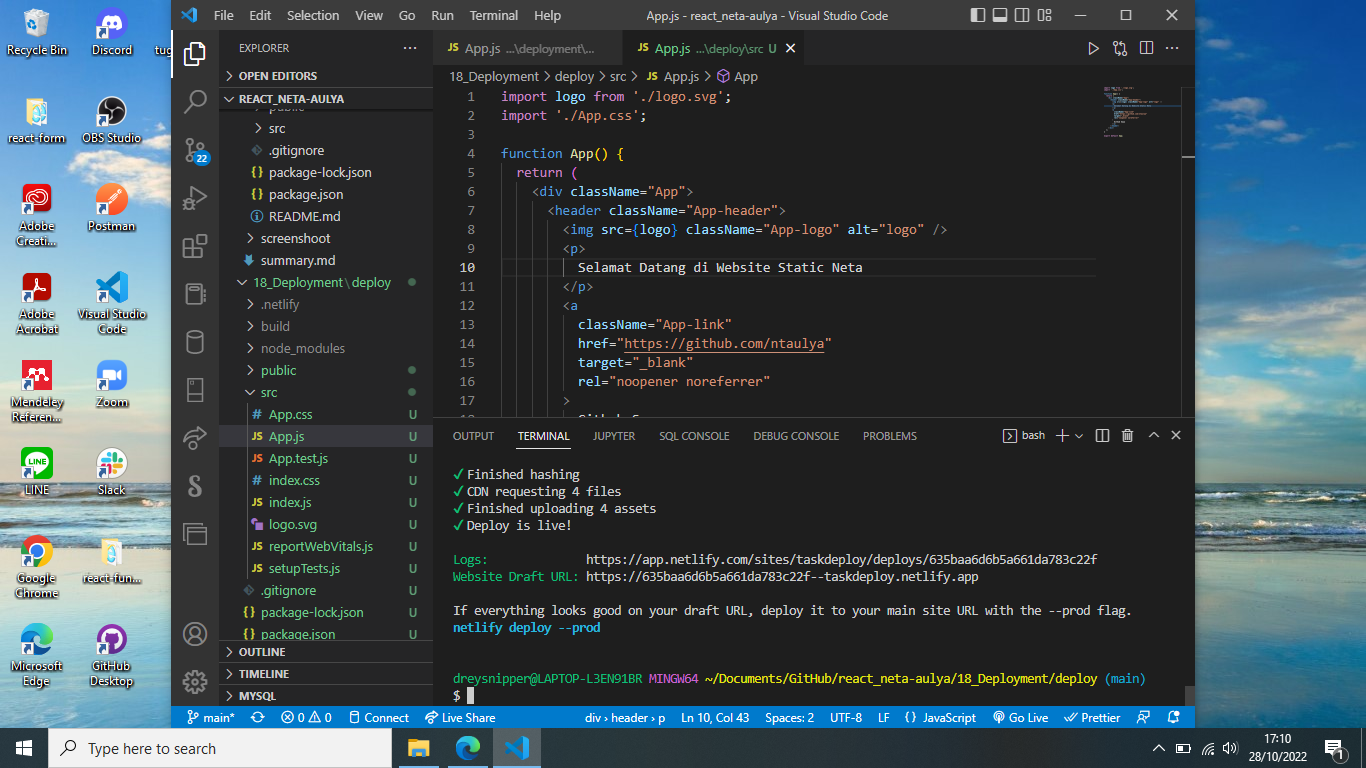 Recycle Bin
Discord
tug
react-form
OBS Studio
Adobe
Creati...
Postman
Adobe
Acrobat
Visual Studio
Code
Mendeley
Referen...
Zoom
LINE
Slack
Google
Chrome
react-fun...
Microsoft
Edge
GitHub
Desktop
File Edit Selection View Go Run Terminal Help
App.js - react_neta-aulya - Visual Studio Code
EXPLORER
OPEN EDITORS
REACT_NETA-AULYA
public
src
.gitignore
package-lock.json
package.json
README.md
screenshoot
summary.md
18_Deployment\deploy
.netlify
build
node_modules
public
src
App.css U
App.js U
App.test.js U
index.css U
index.js U
logo.svg U
reportWebVitals.js U
setupTests.js U
.gitignore U
package-lock.json U
package.json U
OUTLINE
TIMELINE
MYSQL
22
JS App.js ...\deployment\...
JS App.js ...\deploy\src U
18_Deployment > deploy > src > JS App.js > App
1 import logo from './logo.svg';
2 import './App.css';
3
4 function App() {
5 return (
6 <div className="App">
7 <header className="App-header">
8 <img src={logo} className="App-logo" alt="logo" />
9 <p>
10 Selamat Datang di Website Static Neta
11 </p>
12 <a
13 className="App-link"
14 href="https://github.com/ntaulya"
15 target="_blank"
16 rel="noopener noreferrer"
17 >
OUTPUT TERMINAL JUPYTER SQL CONSOLE DEBUG CONSOLE PROBLEMS
bash
✓ Finished hashing
✓ CDN requesting 4 files
✓ Finished uploading 4 assets
✓ Deploy is live!
Logs: https://app.netlify.com/sites/taskdeploy/deploys/635baa6d6b5a661da783c22f
Website Draft URL: https://635baa6d6b5a661da783c22f--taskdeploy.netlify.app
If everything looks good on your draft URL, deploy it to your main site URL with the --prod flag.
netlify deploy --prod
dreysnipper@LAPTOP-L3EN91BR MINGW64 ~/Documents/GitHub/react_neta-aulya/18_Deployment/deploy (main)
$
main* 0 0 Connect Live Share
div › header › p Ln 10, Col 43 Spaces: 2 UTF-8 LF {} JavaScript Go Live Prettier
Type here to search
17:10
28/10/2022
1